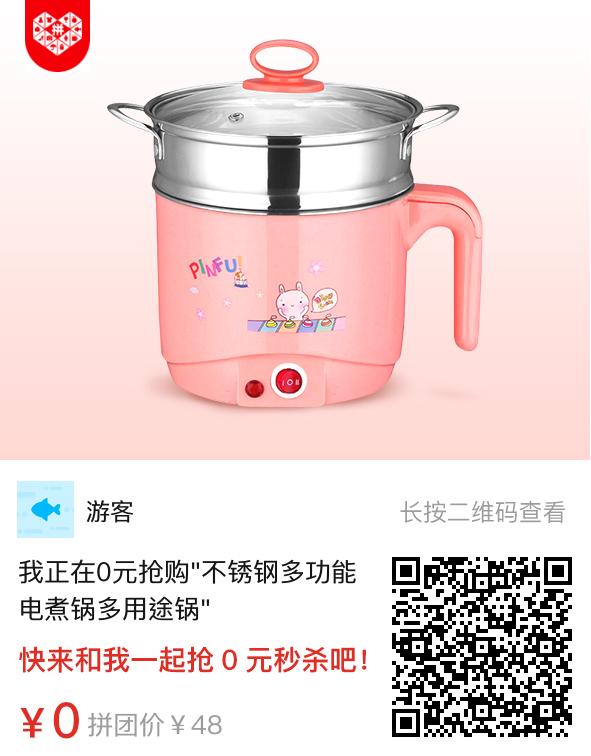 拼
PINFU!
I O II
游客
长按二维码查看
我正在0元抢购"不锈钢多功能
电煮锅多用途锅"
快来和我一起抢 0 元秒杀吧！
¥0 拼团价 ¥ 48